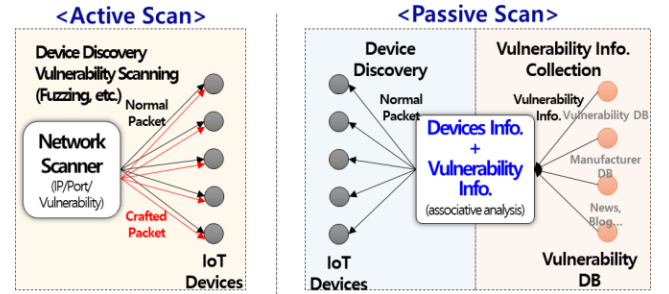 <Active Scan>
Device Discovery
Vulnerability Scanning
(Fuzzing, etc.)
Normal
Packet
Network
Scanner
(IP/Port/
Vulnerability)
Crafted
Packet
IoT
Devices
<Passive Scan>
Device
Discovery
Normal
Packet
Devices Info.
+
Vulnerability
Info.
(associative analysis)
IoT
Devices
Vulnerability Info.
Collection
Vulnerability
Info.
Vulnerability DB
Manufacturer
DB
News,
Blog...
Vulnerability
DB